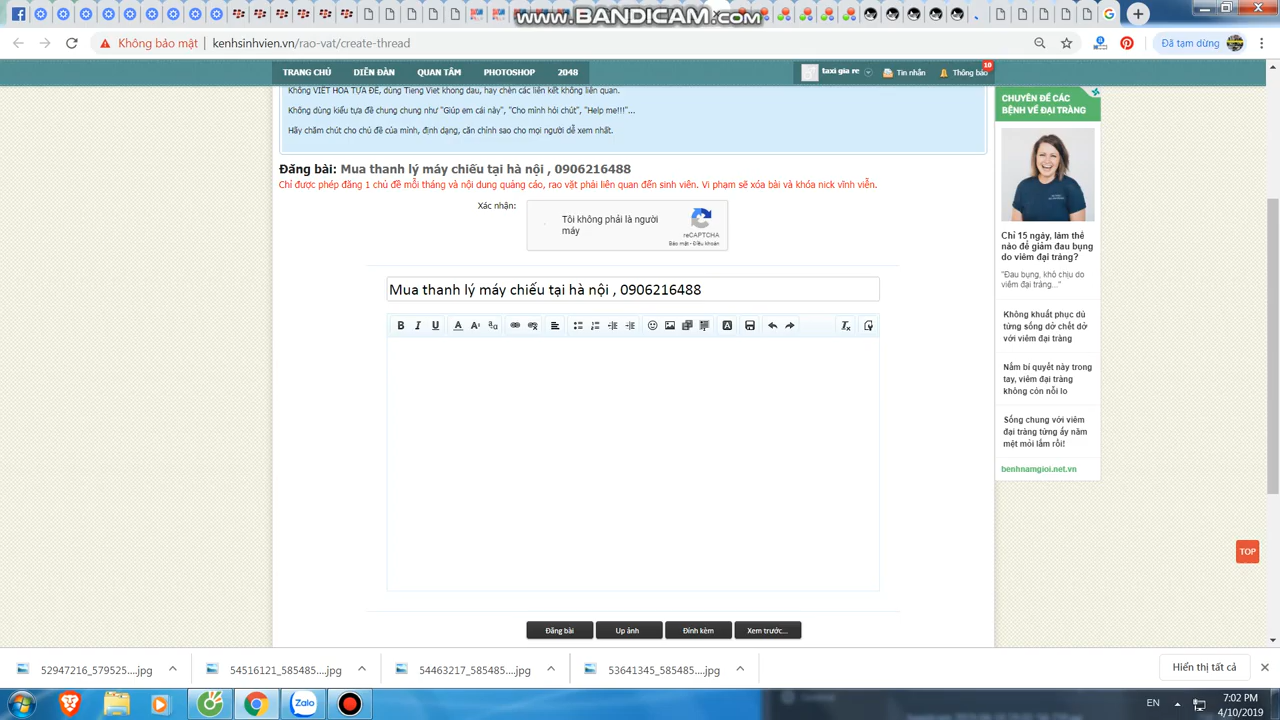 WWW.BANDICAM.COM
Không bảo mật
kenhsinhvien.vn/rao-vat/create-thread
Đã tạm dừng
TRANG CHỦ DIỄN ĐÀN QUAN TÂM PHOTOSHOP 2048
taxi gia re Tin nhắn Thông báo 10
Không VIẾT HOA TỰA ĐỀ, dùng Tieng Viet khong dau, hay chèn các liên kết không liên quan.
Không dùng kiểu tiêu đề chung chung như "Giúp em cái này", "Cho mình hỏi chút", "Help me!!!"...
Hãy chăm chút cho chủ đề của mình, định dạng, căn chỉnh sao cho mọi người dễ xem nhất.
Đăng bài: Mua thanh lý máy chiếu tại hà nội , 0906216488
Chỉ được phép đăng 1 chủ đề mỗi tháng và nội dung quảng cáo, rao vặt phải liên quan đến sinh viên. Vi phạm sẽ xóa bài và khóa nick vĩnh viễn.
Xác nhận:
Tôi không phải là người
máy
reCAPTCHA
Bảo mật - Điều khoản
Mua thanh lý máy chiếu tại hà nội , 0906216488
Đăng bài Up ảnh Đính kèm Xem trước...
CHUYÊN ĐỀ CÁC
BỆNH VỀ ĐẠI TRÀNG
Chỉ 15 ngày, làm thế
nào để giảm đau bụng
do viêm đại tràng?
"Đau bụng, khó chịu do
viêm đại tràng..."
Không khuất phục dù
từng sống dở chết dở
với viêm đại tràng
Nắm bí quyết này trong
tay, viêm đại tràng
không còn nỗi lo
Sống chung với viêm
đại tràng từng ấy năm
mệt mỏi lắm rồi!
benhnamgioi.net.vn
TOP
52947216_579525....jpg
54516121_585485....jpg
54463217_585485....jpg
53641345_585485....jpg
Hiển thị tất cả
Zalo
EN
7:02 PM
4/10/2019